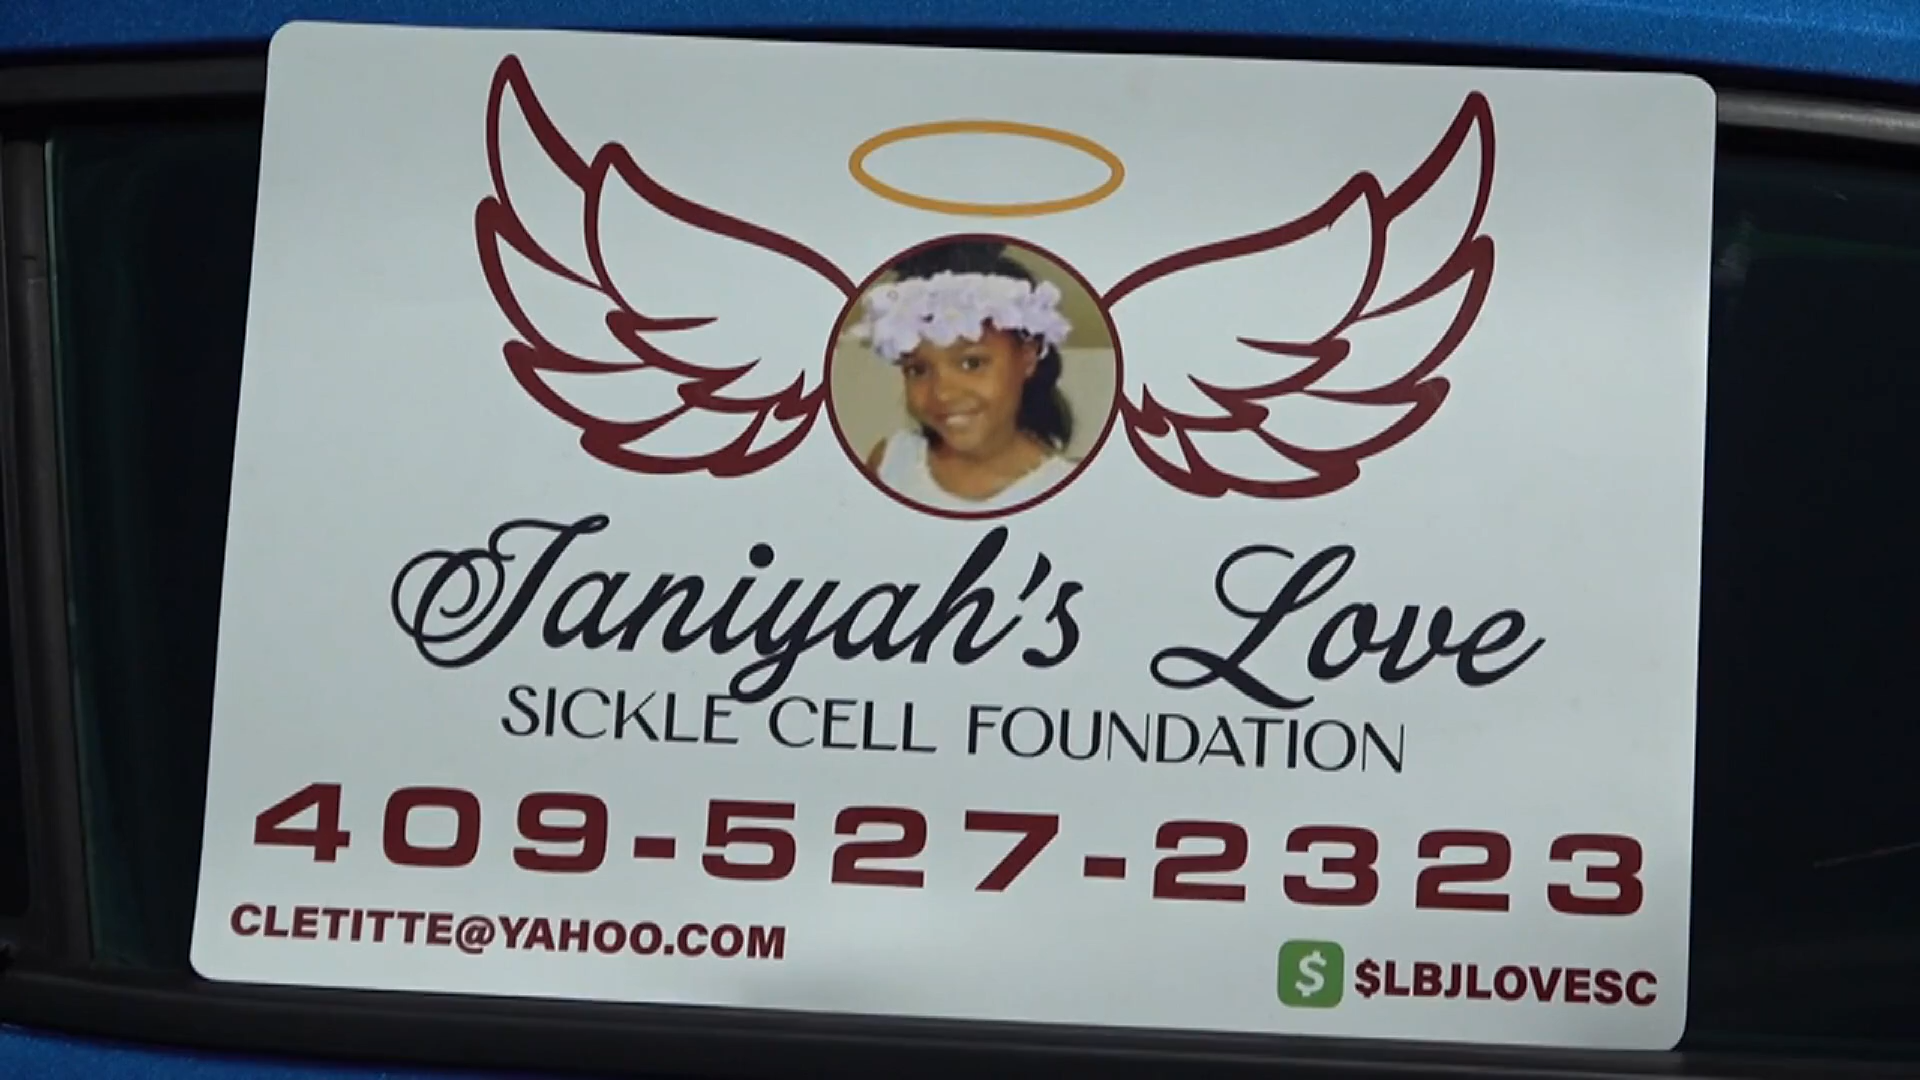 Janiyah's Love
SICKLE CELL FOUNDATION
409-527-2323
CLETITTE@YAHOO.COM
$ $LBJLOVESC